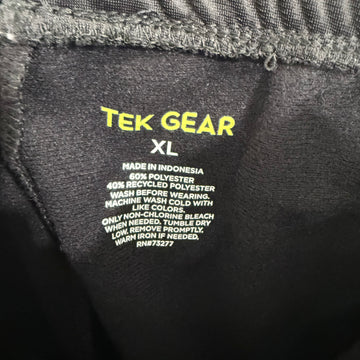 TEK GEAR
XL
MADE IN INDONESIA
60% POLYESTER
40% RECYCLED POLYESTER
WASH BEFORE WEARING.
MACHINE WASH COLD WITH
LIKE COLORS.
ONLY NON-CHLORINE BLEACH
WHEN NEEDED. TUMBLE DRY
LOW. REMOVE PROMPTLY.
WARM IRON IF NEEDED.
RN#73277